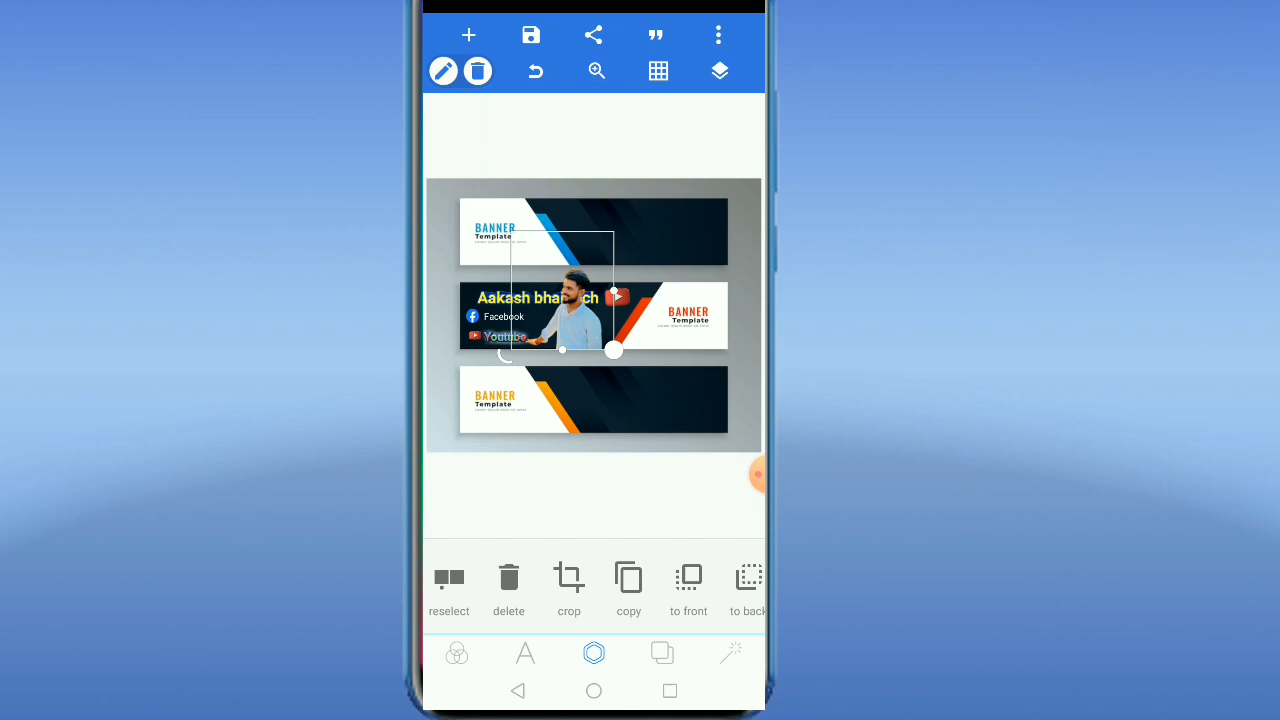 BANNER
Template
Aakash bha ch
Facebook
Youtube
BANNER
Template
BANNER
Template
reselect
delete
crop
copy
to front
to back